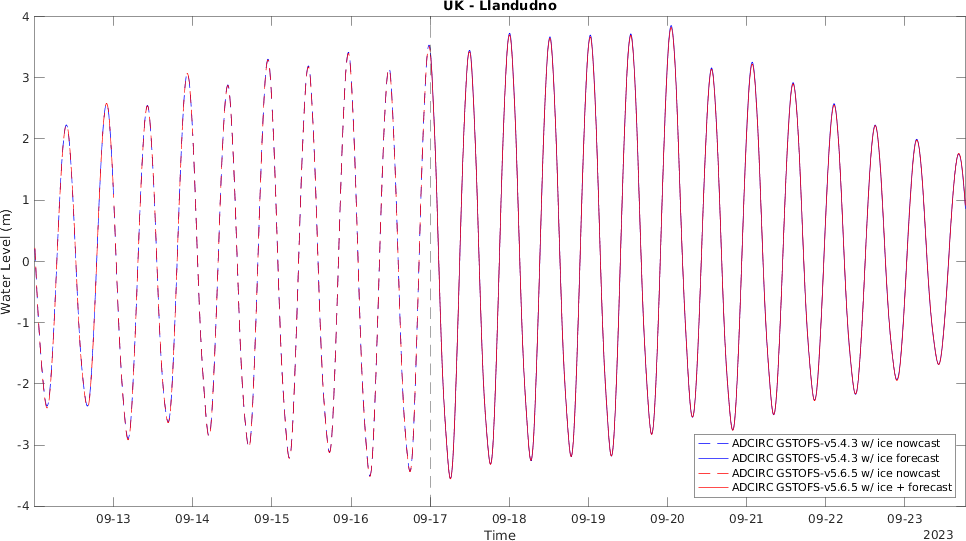 UK - Llandudno
4
3
2
1
0
-1
-2
-3
-4
Water Level (m)
09-13 09-14 09-15 09-16 09-17 09-18 09-19 09-20 09-21 09-22 09-23
Time
2023
ADCIRC GSTOFS-v5.4.3 w/ ice nowcast
ADCIRC GSTOFS-v5.4.3 w/ ice forecast
ADCIRC GSTOFS-v5.6.5 w/ ice nowcast
ADCIRC GSTOFS-v5.6.5 w/ ice + forecast